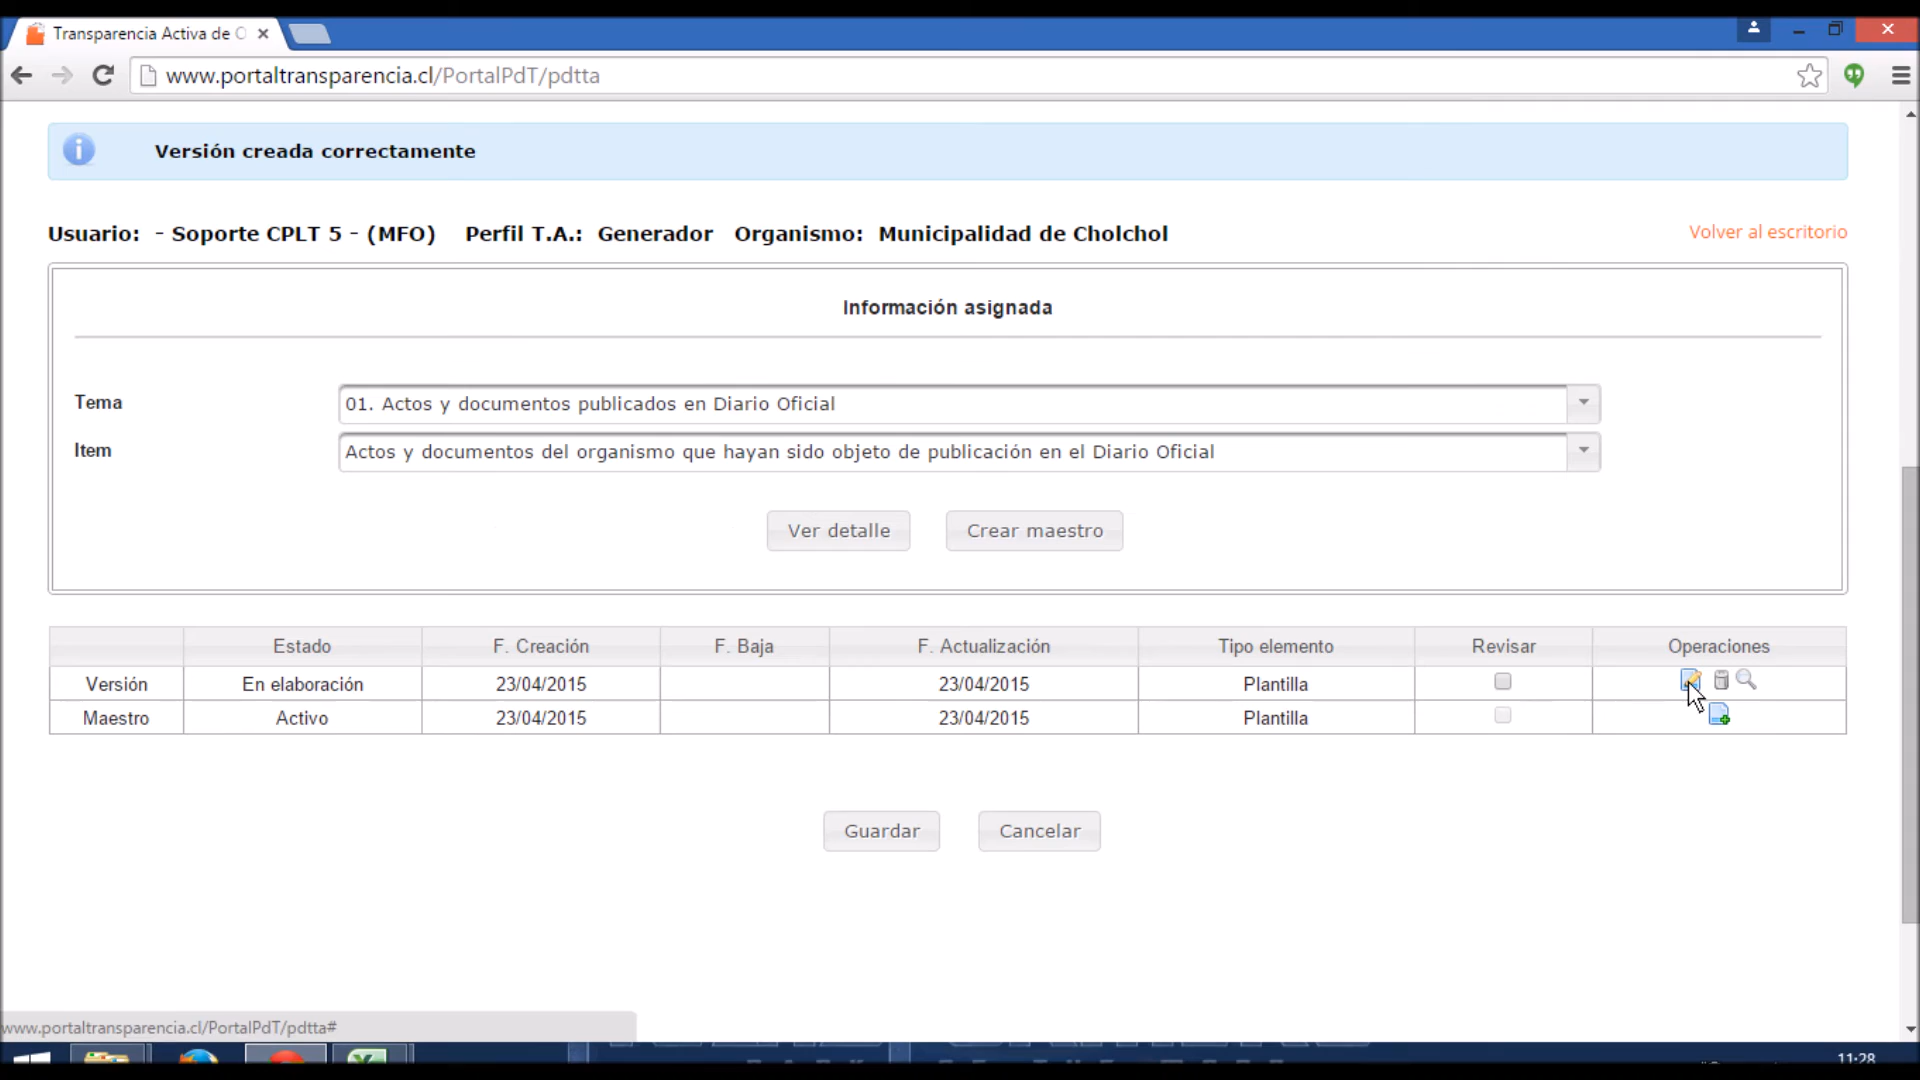 Transparencia Activa de C
www.portaltransparencia.cl/PortalPdT/pdtta
Versión creada correctamente
Usuario: - Soporte CPLT 5 - (MFO) Perfil T.A.: Generador Organismo: Municipalidad de Cholchol
Volver al escritorio
Información asignada
Tema
01. Actos y documentos publicados en Diario Oficial
Item
Actos y documentos del organismo que hayan sido objeto de publicación en el Diario Oficial
Ver detalle Crear maestro
Estado F. Creación F. Baja F. Actualización Tipo elemento Revisar Operaciones
Versión En elaboración 23/04/2015 23/04/2015 Plantilla
Maestro Activo 23/04/2015 23/04/2015 Plantilla
Guardar Cancelar
www.portaltransparencia.cl/PortalPdT/pdtta#
11:28